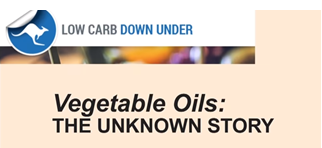 LOW CARB DOWN UNDER
Vegetable Oils:
THE UNKNOWN STORY